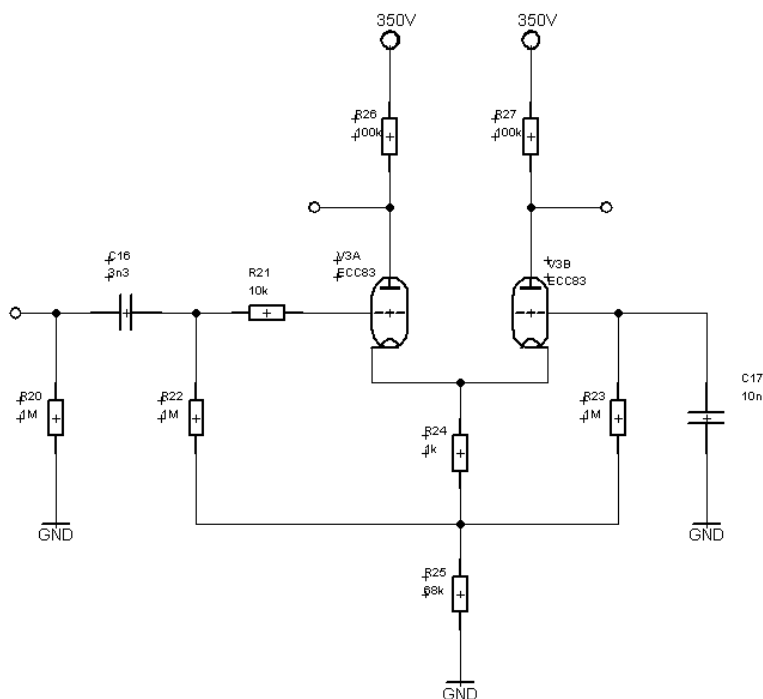 350V
350V
R26
100k
R27
100k
C16
3n3
R21
10k
V3A
ECC83
V3B
ECC83
R20
1M
R22
1M
R24
1k
R23
1M
C17
10n
GND
GND
R25
68k
GND